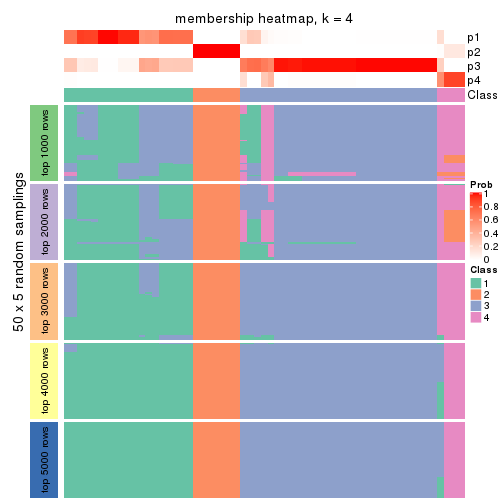 membership heatmap, k = 4
p1
p2
p3
p4
Class
50 x 5 random samplings
top 1000 rows
top 2000 rows
top 3000 rows
top 4000 rows
top 5000 rows
Prob
1
0.8
0.6
0.4
0.2
0
Class
1
2
3
4